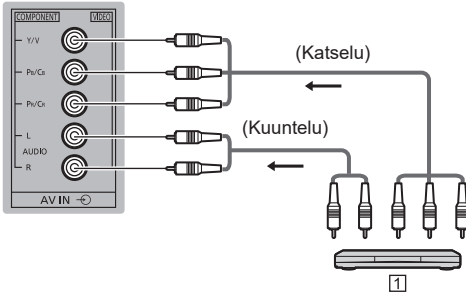 COMPONENT VIDEO
Y/V
PB/CB
PR/CR
L
AUDIO
R
AV IN
(Katselu)
(Kuuntelu)
1